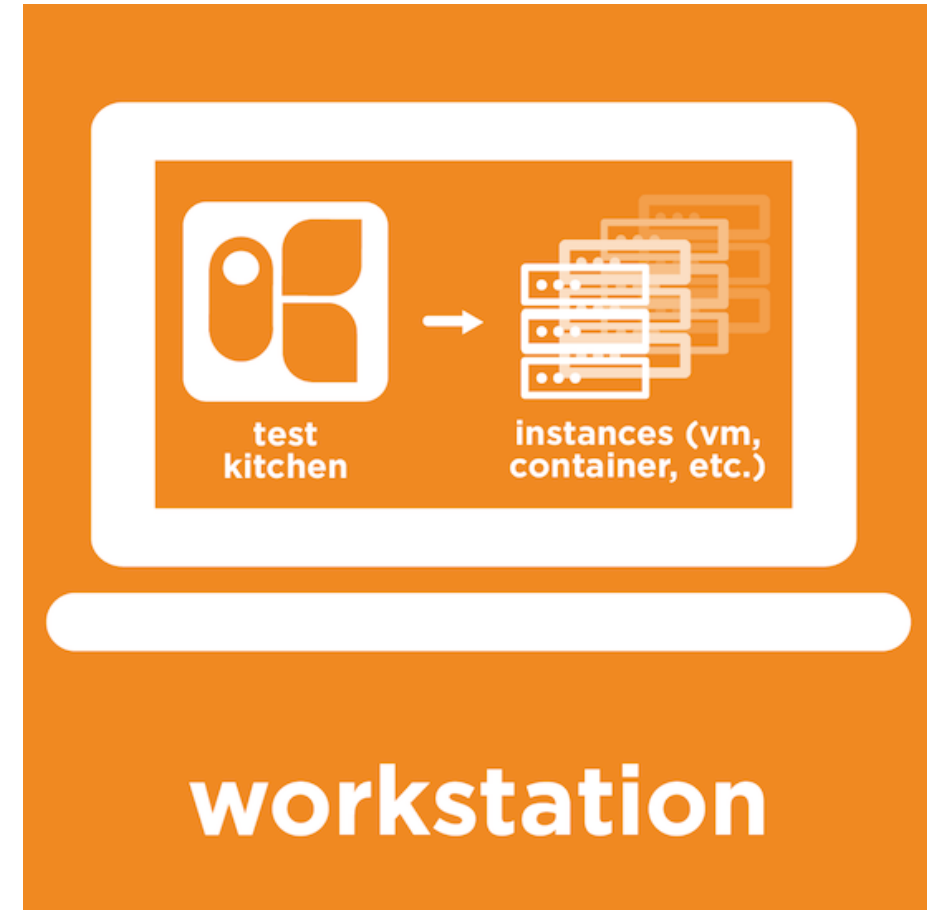 test
kitchen
instances (vm,
container, etc.)
workstation